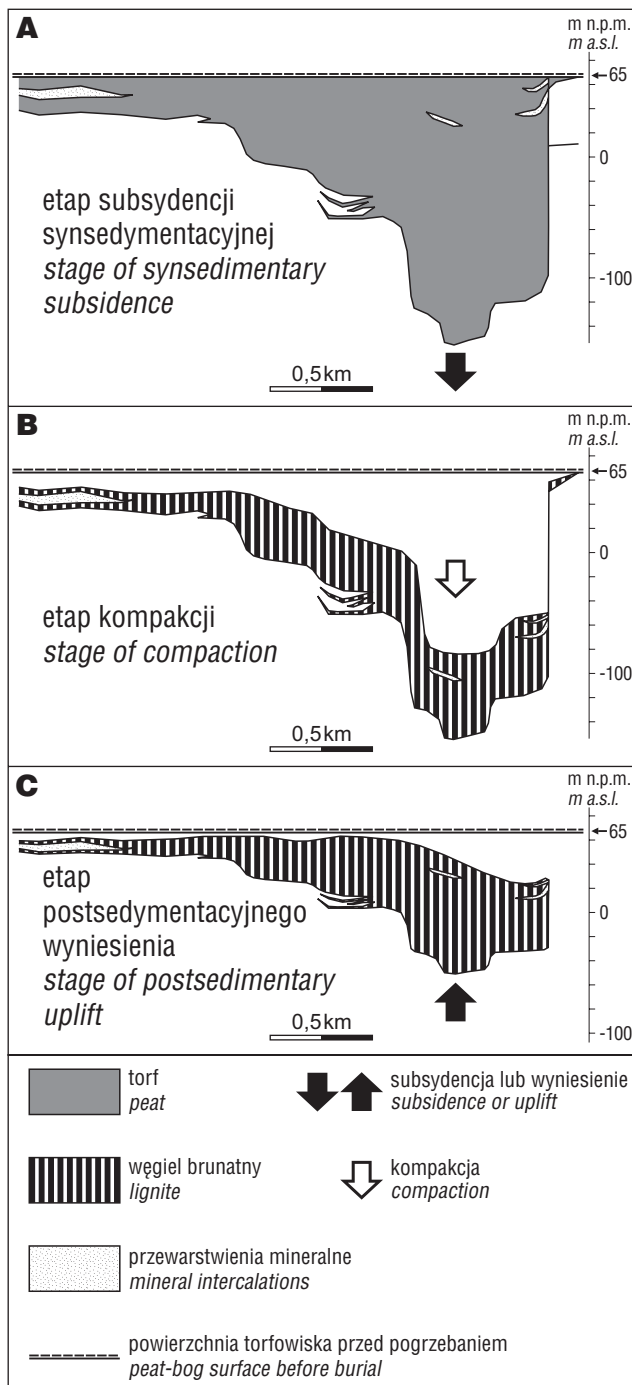 A
m n.p.m.
m a.s.l.
65
0
-100
etap subsydencji
synsedymentacyjnej
stage of synsedimentary
subsidence
0,5km
B
m n.p.m.
m a.s.l.
65
0
-100
etap kompakcji
stage of compaction
0,5km
C
m n.p.m.
m a.s.l.
65
0
-100
etap
postsedymentacyjnego
wyniesienia
stage of postsedimentary
uplift
0,5km
torf
peat
subsydencja lub wyniesienie
subsidence or uplift
węgiel brunatny
lignite
kompakcja
compaction
przewarstwienia mineralne
mineral intercalations
powierzchnia torfowiska przed pogrzebaniem
peat-bog surface before burial